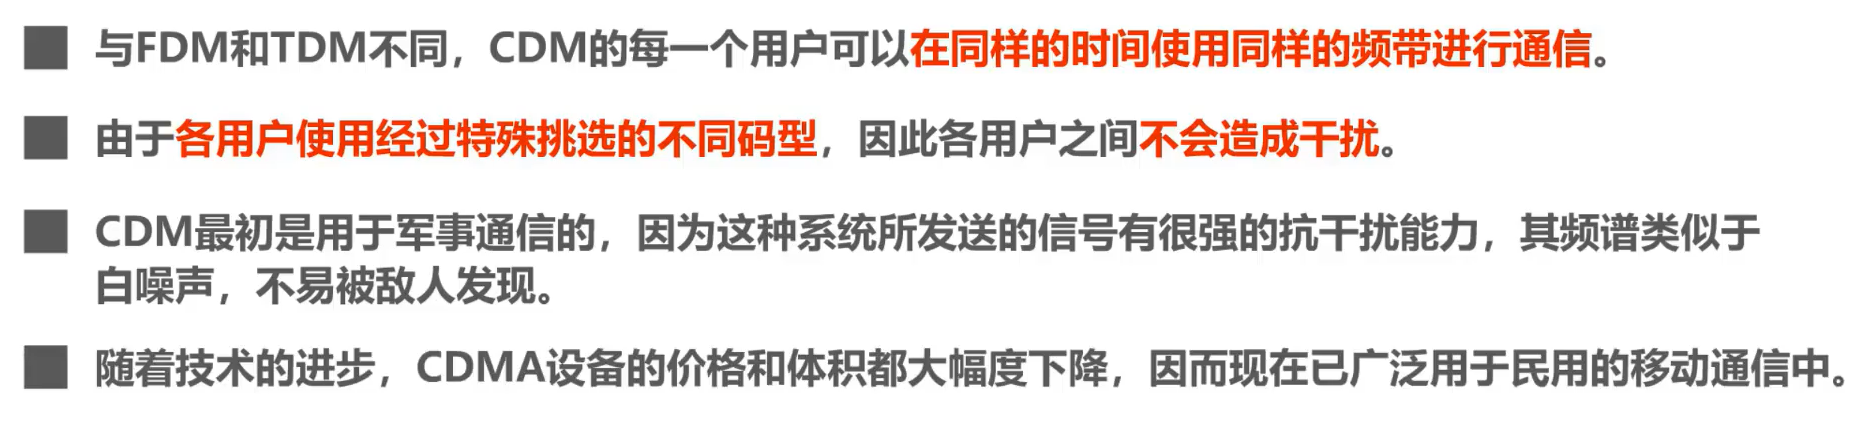 与FDM和TDM不同，CDM的每一个用户可以在同样的时间使用同样的频带进行通信。
由于各用户使用经过特殊挑选的不同码型，因此各用户之间不会造成干扰。
CDM最初是用于军事通信的，因为这种系统所发送的信号有很强的抗干扰能力，其频谱类似于
白噪声，不易被敌人发现。
随着技术的进步，CDMA设备的价格和体积都大幅度下降，因而现在已广泛用于民用的移动通信中。